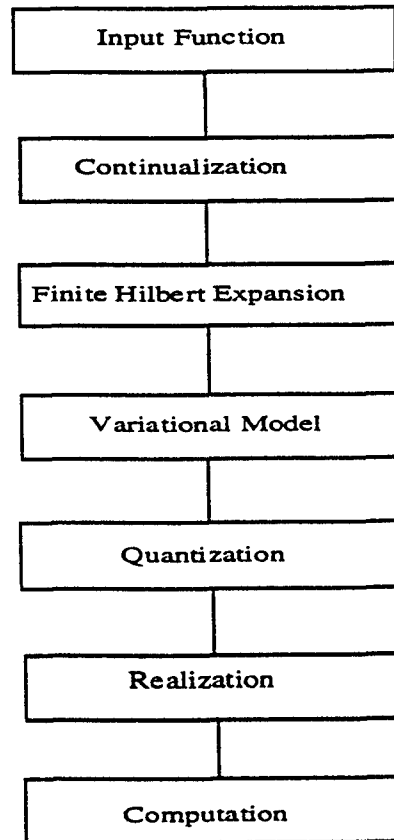 Input Function
Continualization
Finite Hilbert Expansion
Variational Model
Quantization
Realization
Computation